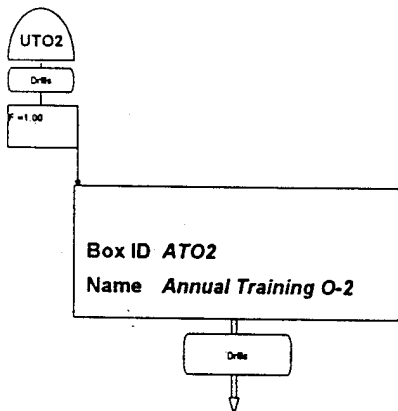 UTO2
Drills
F =1.00
Box ID ATO2
Name Annual Training O-2
Drills